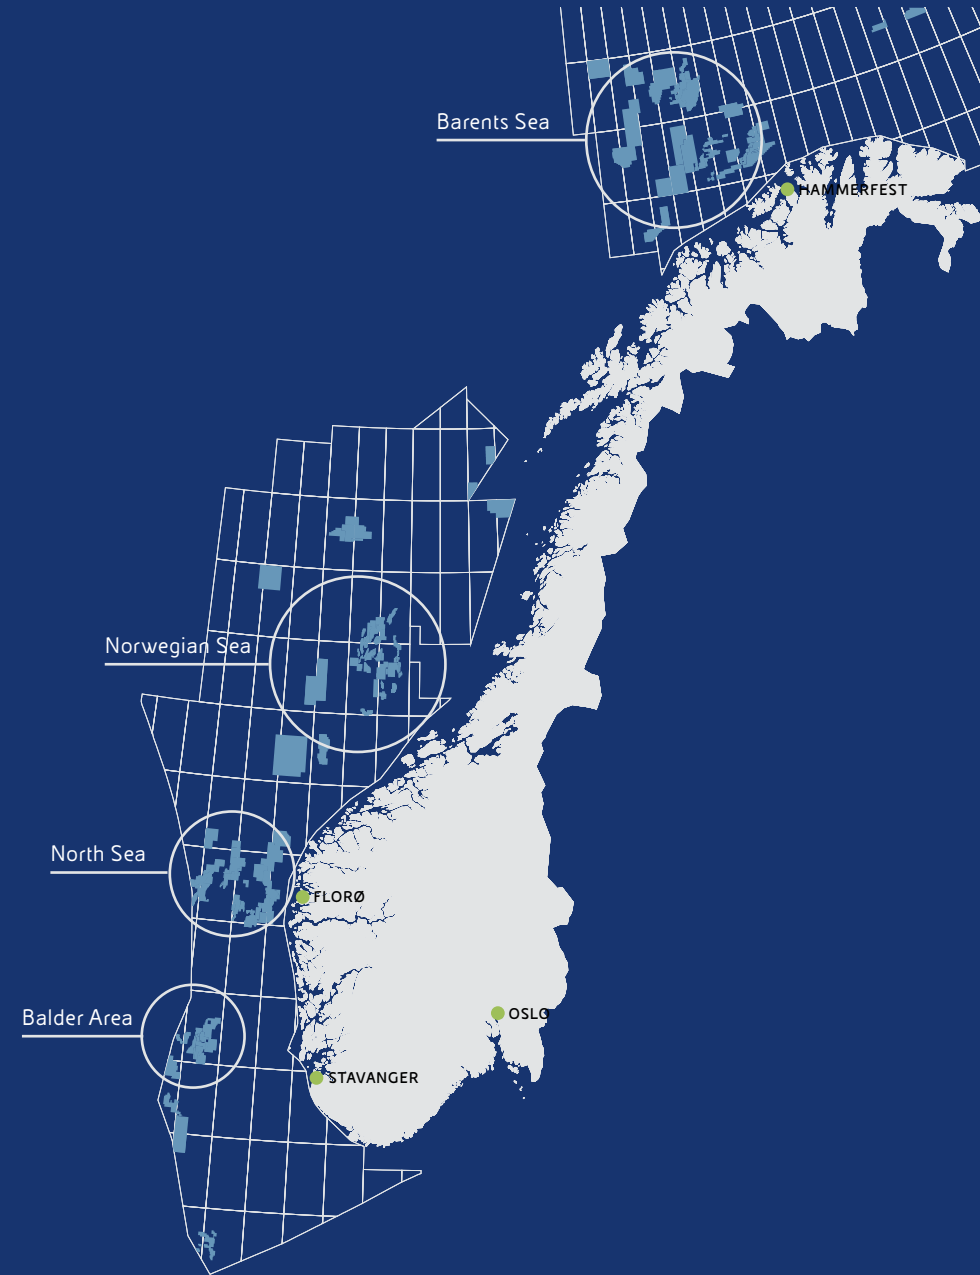 Barents Sea
HAMMERFEST
Norwegian Sea
North Sea
FLORØ
Balder Area
OSLO
STAVANGER